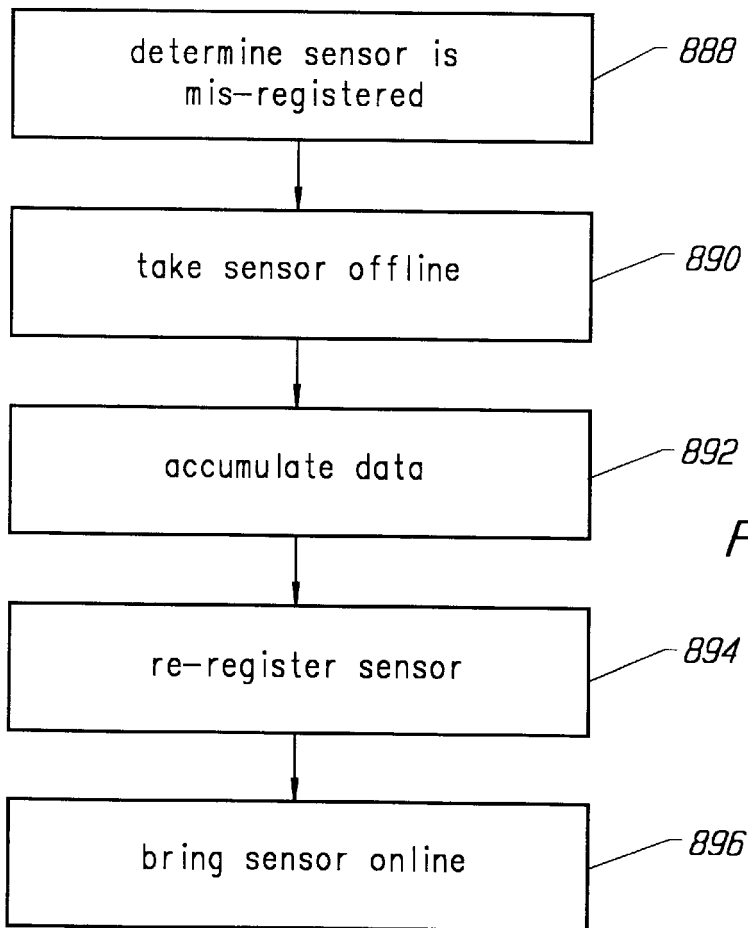 determine sensor is
mis-registered
888
take sensor offline
890
accumulate data
892
F
re-register sensor
894
bring sensor online
896